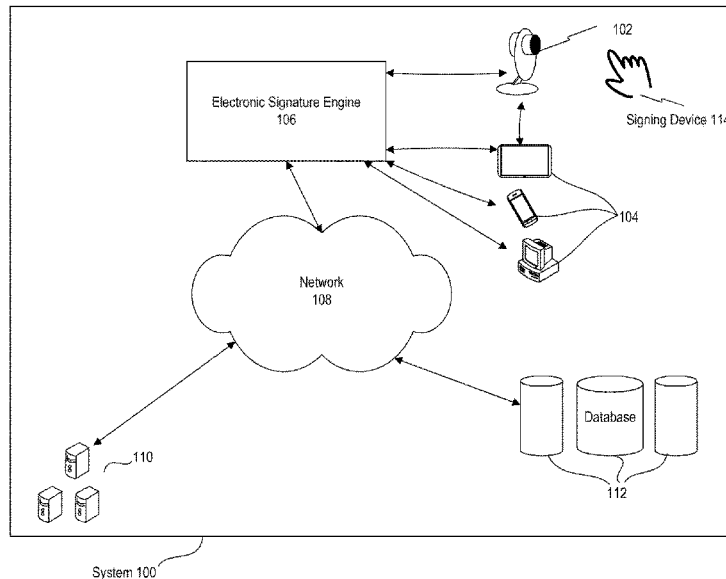 102
Electronic Signature Engine
106
Signing Device 114
104
Network
108
Database
110
112
System 100